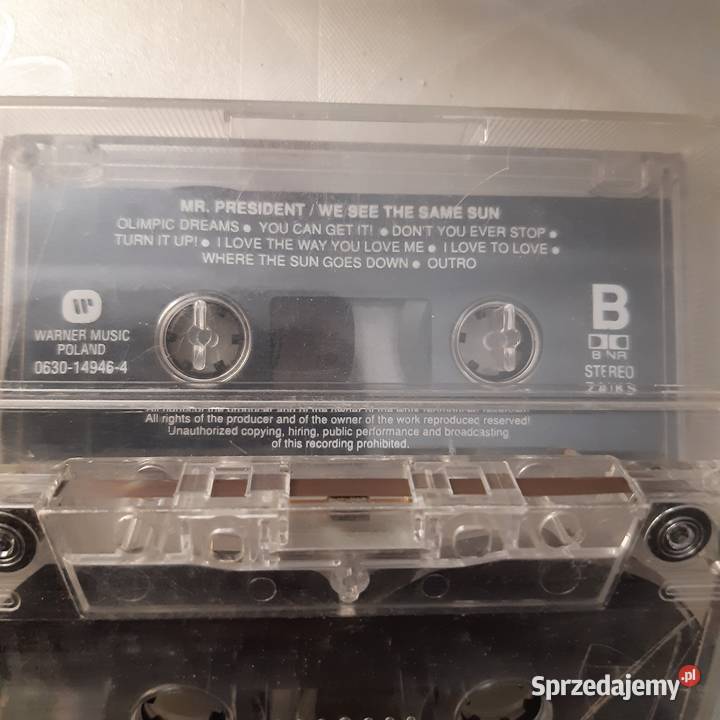 MR. PRESIDENT / WE SEE THE SAME SUN
OLIMPIC DREAMS ● YOU CAN GET IT! ● DON'T YOU EVER STOP ●
TURN IT UP! ● I LOVE THE WAY YOU LOVE ME ● I LOVE TO LOVE ●
WHERE THE SUN GOES DOWN ● OUTRO
WARNER MUSIC
POLAND
0630-14946-4
B
B NR
STEREO
ZAIKS
All rights of the producer and of the owner of the work reproduced reserved!
Unauthorized copying, hiring, public performance and broadcasting
of this recording prohibited.
Sprzedajemy.pl